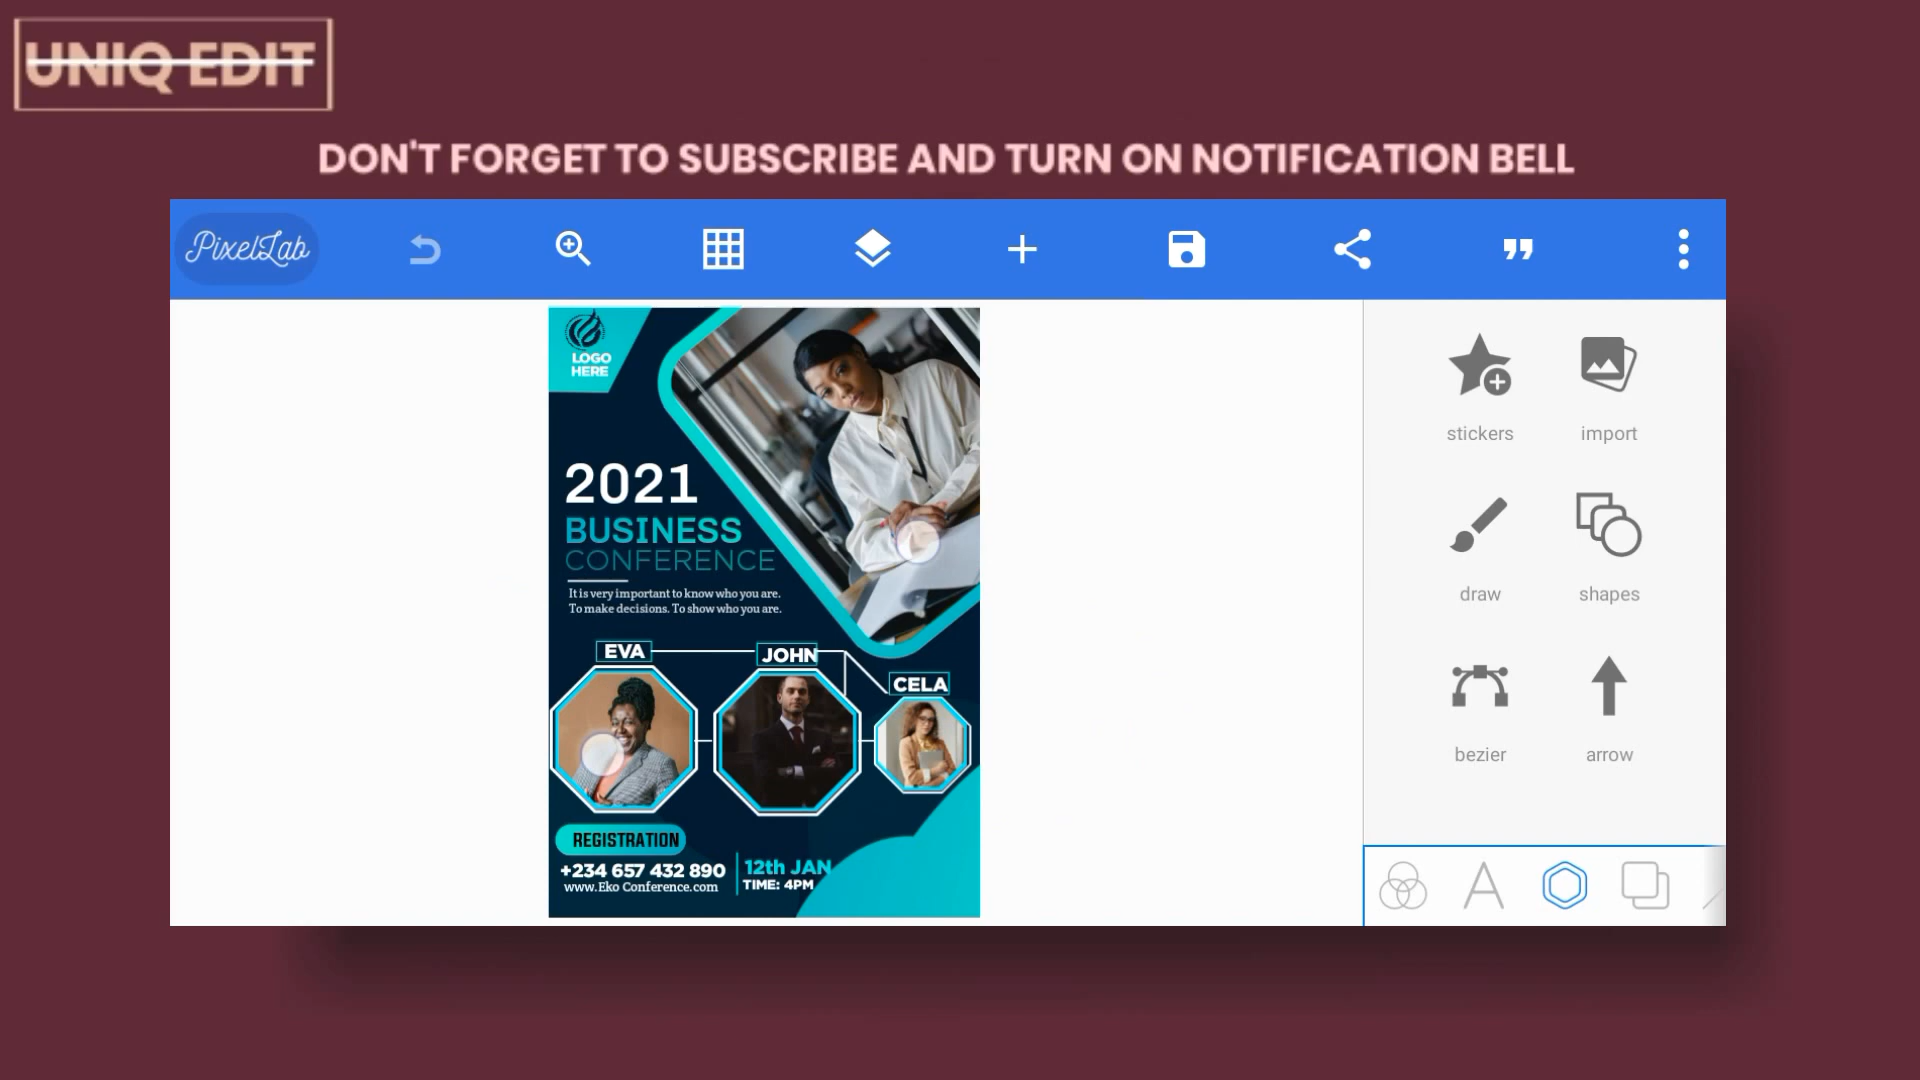 UNIQ EDIT
DON'T FORGET TO SUBSCRIBE AND TURN ON NOTIFICATION BELL
PixelLab
LOGO
HERE
2021
BUSINESS
CONFERENCE
It is very important to know who you are.
To make decisions. To show who you are.
EVA
JOHN
CELA
REGISTRATION
+234 657 432 890
www.Eko Conference.com
12th JAN
TIME: 4PM
stickers
import
draw
shapes
bezier
arrow